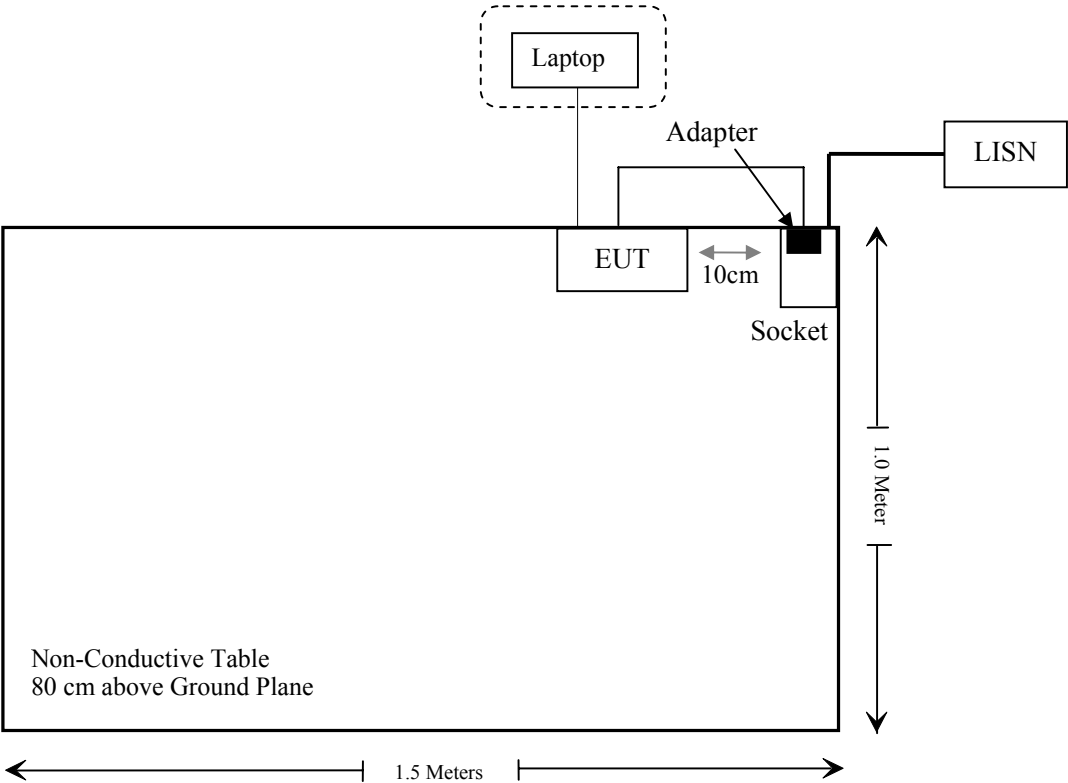 Laptop
Adapter
LISN
EUT
10cm
Socket
1.0 Meter
Non-Conductive Table
80 cm above Ground Plane
1.5 Meters